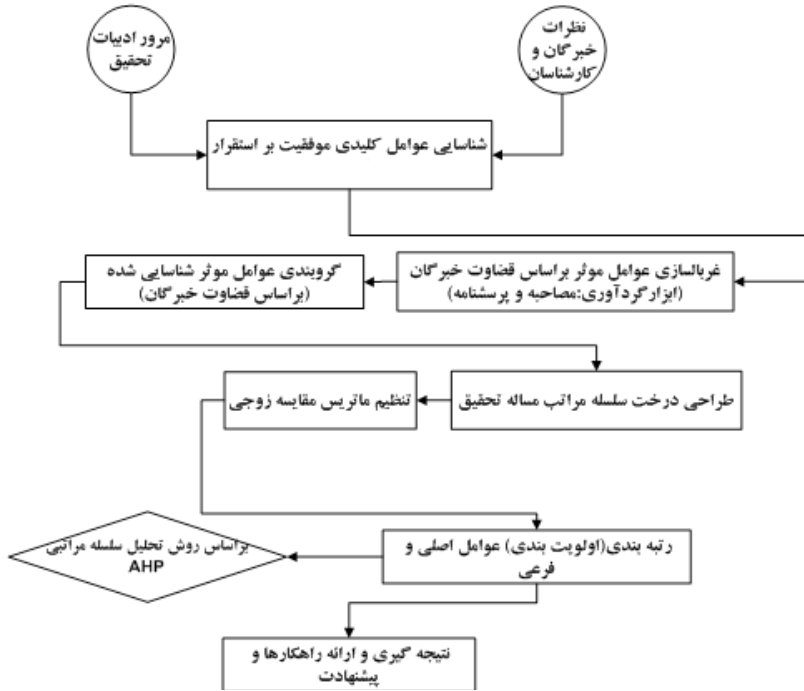 نظرات
خبرگان و
کارشناسان
مرور ادبیات
تحقیق
شناسایی عوامل کلیدی موفقیت بر استقرار
غربالسازی عوامل موثر براساس قضاوت خبرگان
(ابزارگردآوری:مصاحبه و پرسشنامه)
گروبندی عوامل موثر شناسایی شده
(براساس قضاوت خبرگان)
طراحی درخت سلسله مراتب مساله تحقیق
تنظیم ماتریس مقایسه زوجی
رتبه بندی(اولویت بندی) عوامل اصلی و
فرعی
براساس روش تحلیل سلسله مراتبی
AHP
نتیجه گیری و ارائه راهکارها و
پیشنهادت